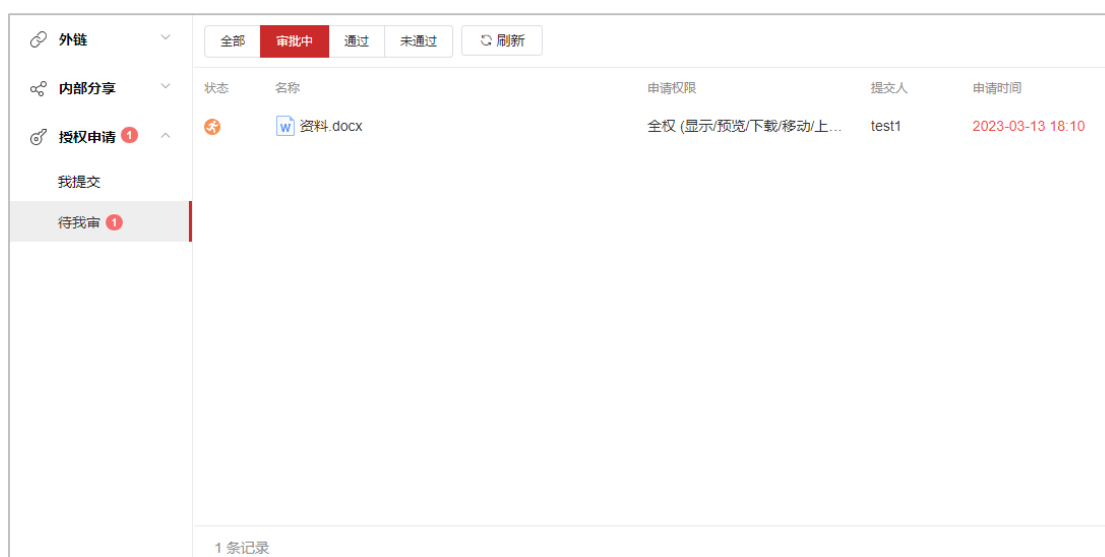 外链
内部分享
授权申请 1
我提交
待我审 1
全部 审批中 通过 未通过 刷新
状态 名称 申请权限 提交人 申请时间
W 资料.docx 全权 (显示/预览/下载/移动/上... test1 2023-03-13 18:10
1 条记录